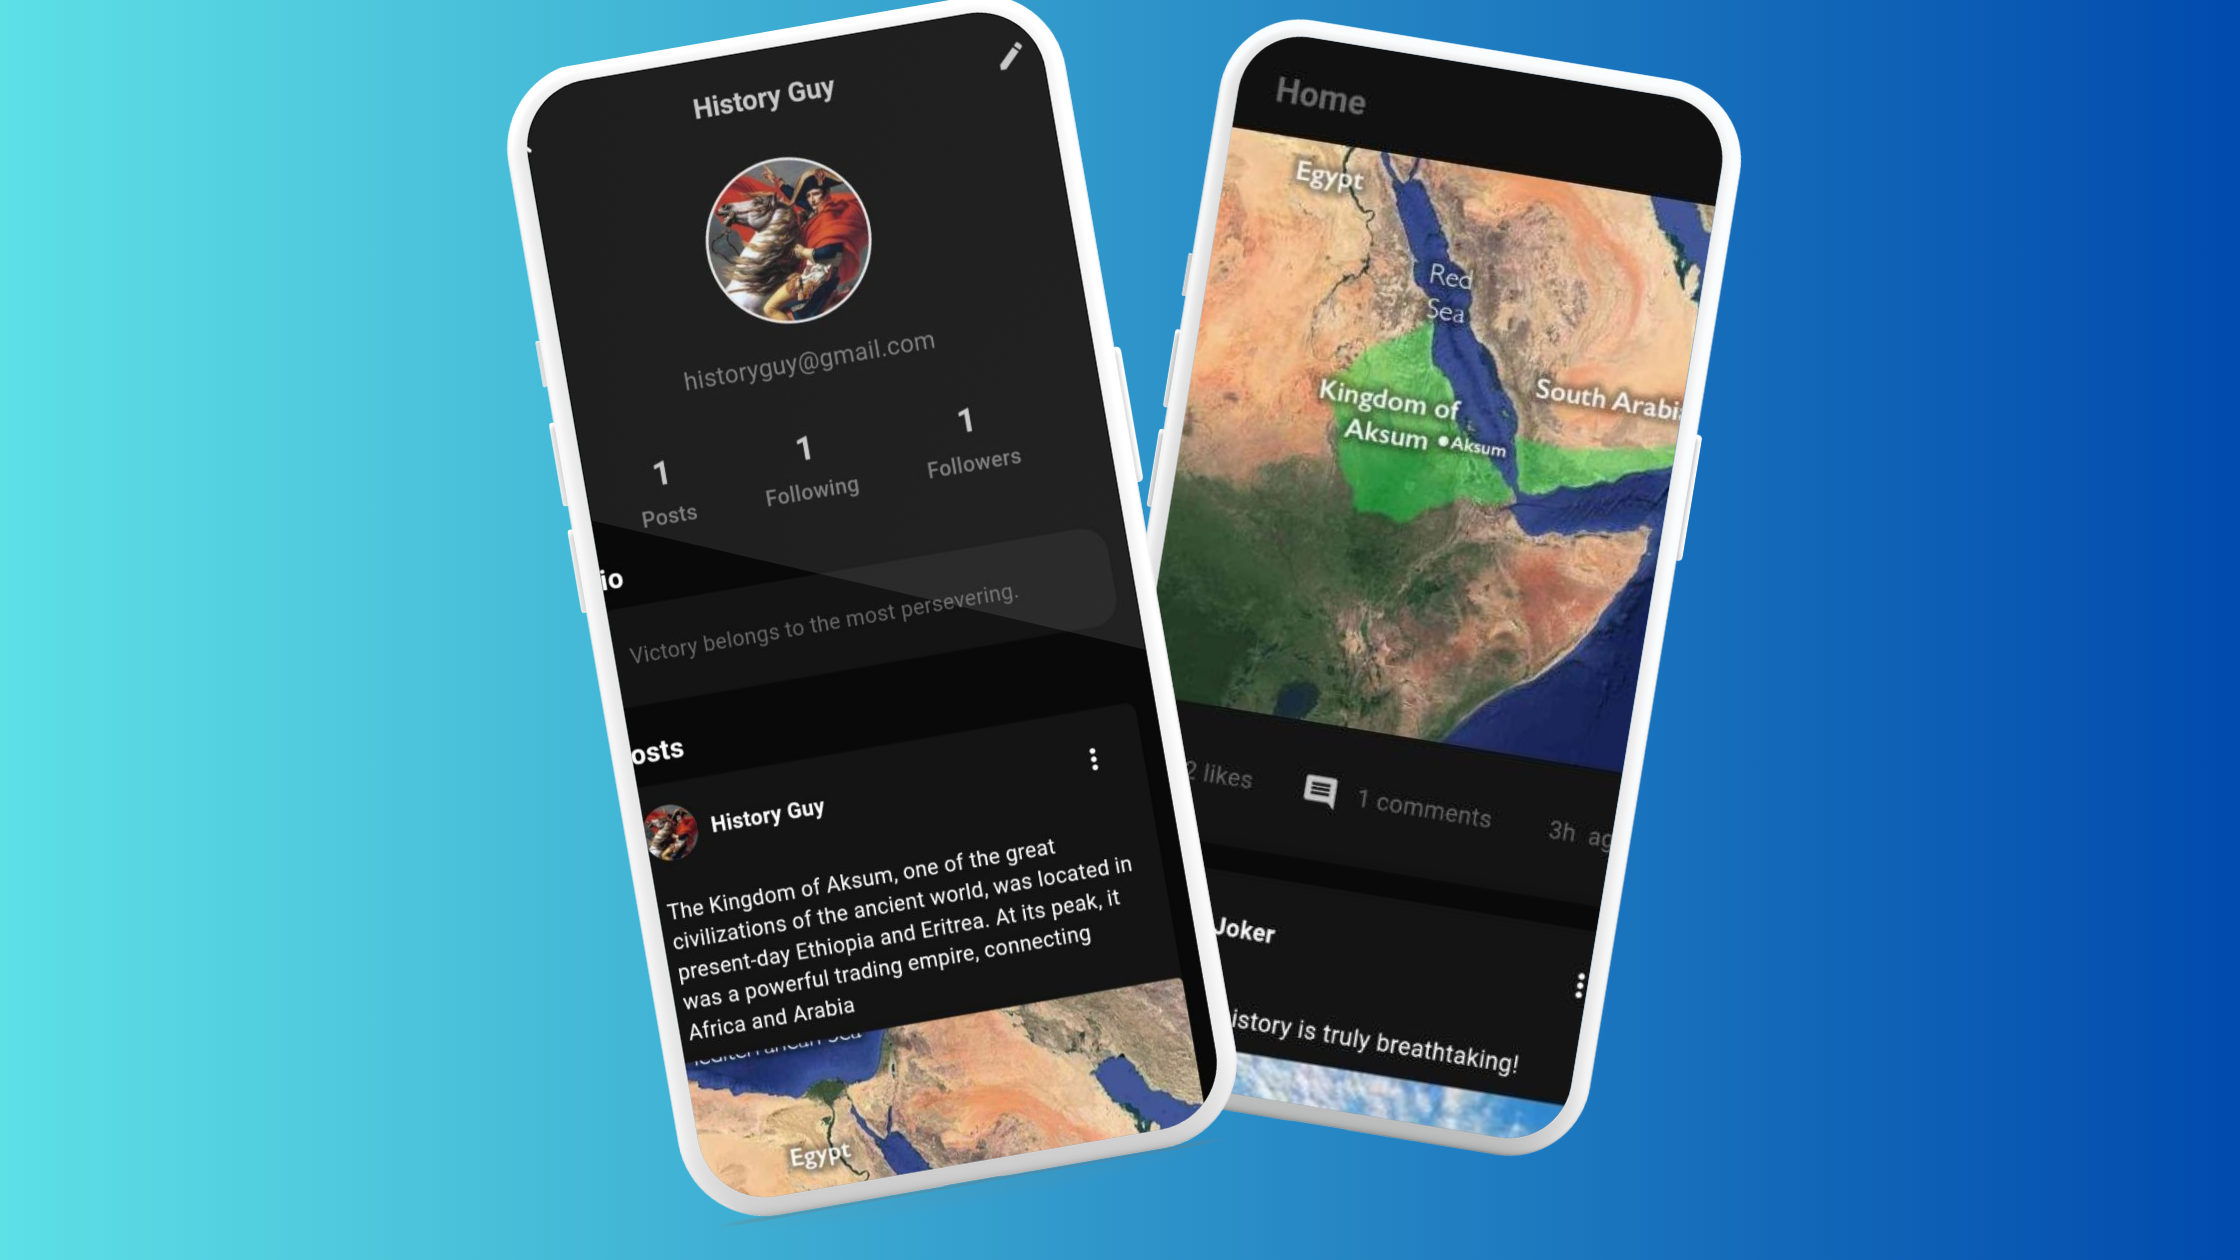 History Guy
historyguy@gmail.com
1
Posts
1
Following
1
Followers
io
Victory belongs to the most persevering.
osts
History Guy
The Kingdom of Aksum, one of the great
civilizations of the ancient world, was located in
present-day Ethiopia and Eritrea. At its peak, it
was a powerful trading empire, connecting
Africa and Arabia
Egypt
Home
Egypt
Red
Sea
Kingdom of
Aksum
Aksum
South Arabi
2 likes
1 comments
3h ag
Joker
istory is truly breathtaking!